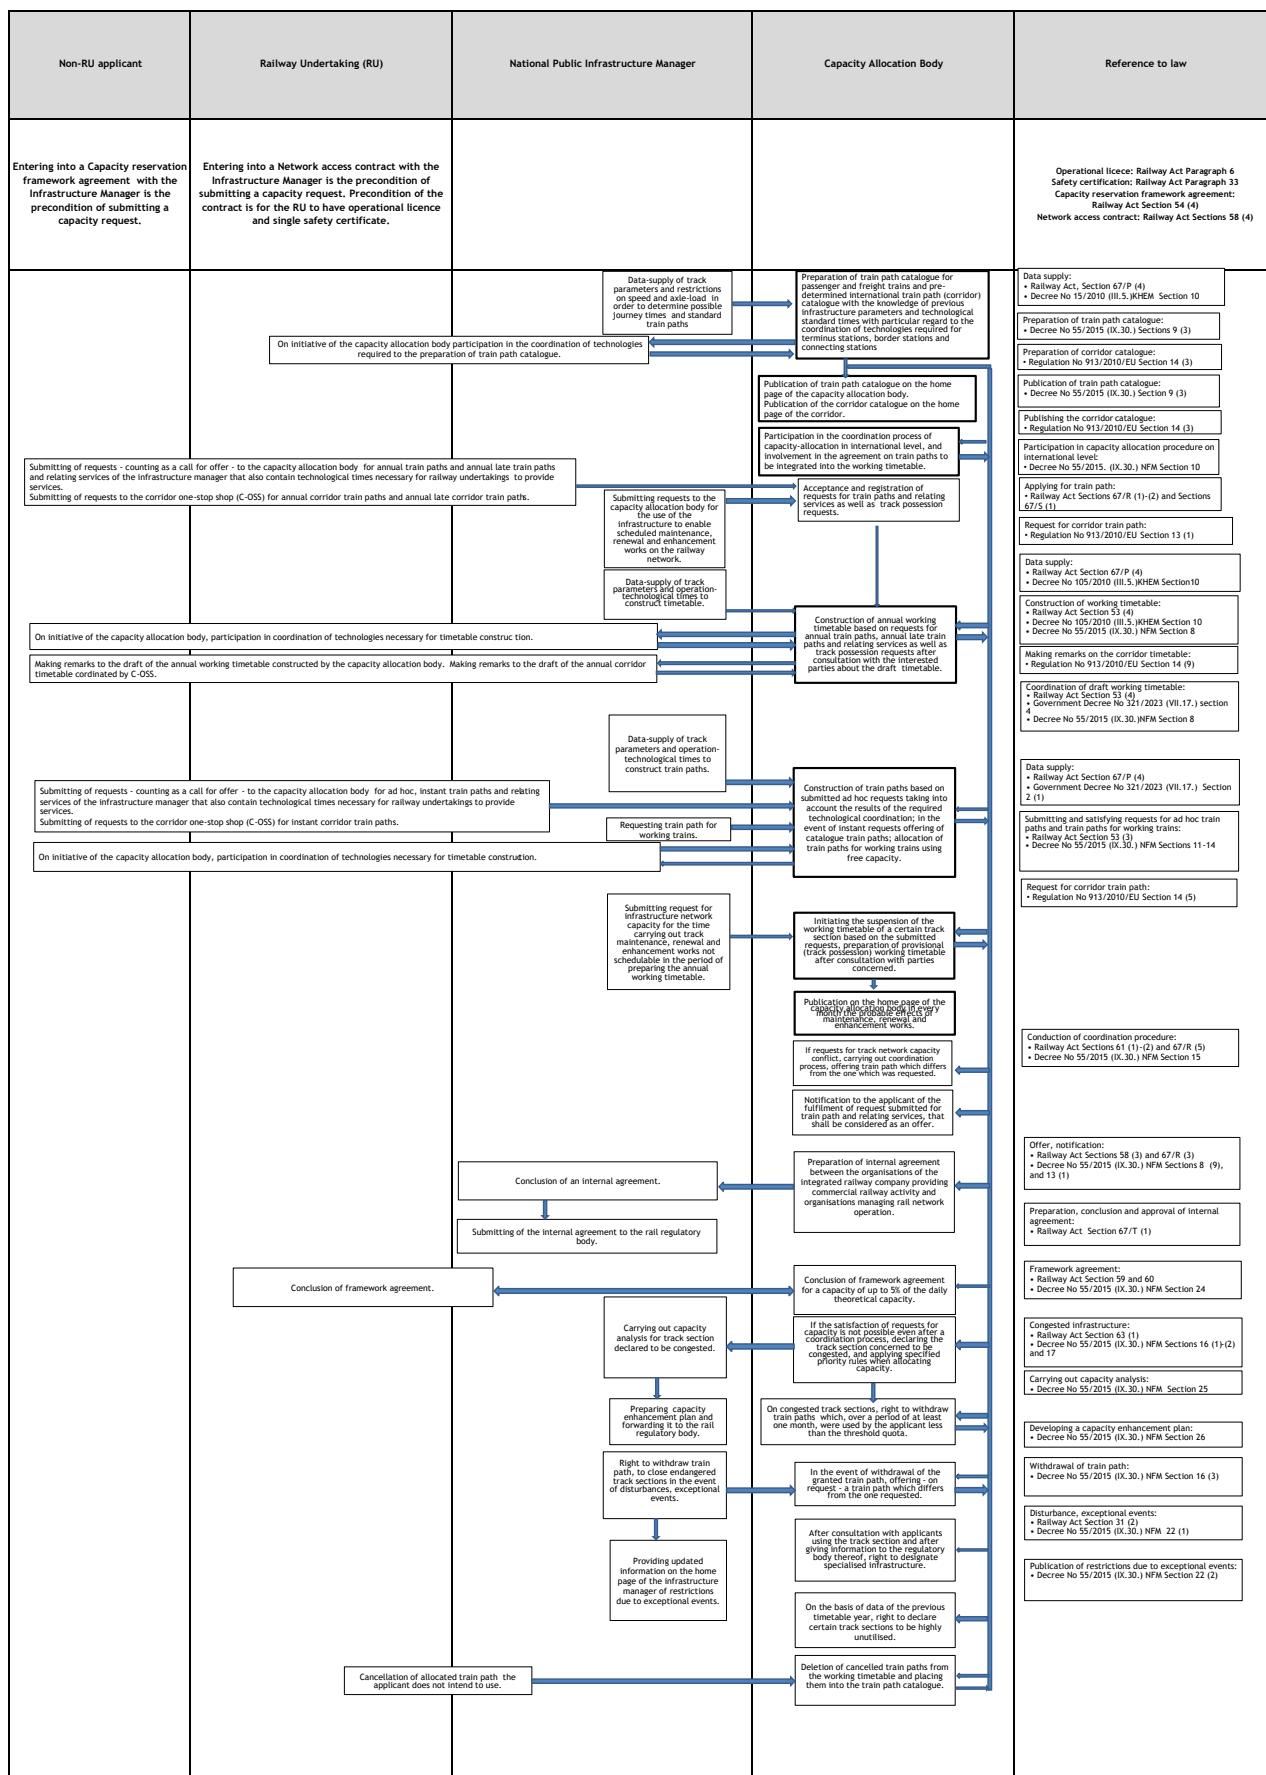 Non-RU applicant
Railway Undertaking (RU)
National Public Infrastructure Manager
Capacity Allocation Body
Reference to law
Entering into a Capacity reservation
framework agreement with the
Infrastructure Manager is the
precondition of submitting a
capacity request.
Entering into a Network access contract with the
Infrastructure Manager is the precondition of
submitting a capacity request. Precondition of the
contract is for the RU to have operational licence
and single safety certificate.
Operational licece: Railway Act Paragraph 6
Safety certification: Railway Act Paragraph 33
Capacity reservation framework agreement:
Railway Act Section 54 (4)
Network access contract: Railway Act Sections 58 (4)
Data-supply of track
parameters and restrictions
on speed and axle-load in
order to determine possible
journey times and standard
train paths
Preparation of train path catalogue for
passenger and freight trains and pre-
determined international train path (corridor)
catalogue with the knowledge of previous
infrastructure parameters and technological
standard times with particular regard to the
coordination of technologies required for
terminus stations, border stations and
connecting stations
Data supply:
• Railway Act, Section 67/P (4)
• Decree No 15/2010 (III.5.)KHEM Section 10
Preparation of train path catalogue:
• Decree No 55/2015 (IX.30.) Sections 9 (3)
On initiative of the capacity allocation body participation in the coordination of technologies
required to the preparation of train path catalogue.
Preparation of corridor catalogue:
• Regulation No 913/2010/EU Section 14 (3)
Publication of train path catalogue on the home
page of the capacity allocation body.
Publication of the corridor catalogue on the home
page of the corridor.
Publication of train path catalogue:
• Decree No 55/2015 (IX.30.) Section 9 (3)
Publishing the corridor catalogue:
• Regulation No 913/2010/EU Section 14 (3)
Participation in the coordination process of
capacity-allocation in international level, and
involvement in the agreement on train paths to
be integrated into the working timetable.
Participation in capacity allocation procedure on
international level:
• Decree No 55/2015. (IX.30.) NFM Section 10
Submitting of requests - counting as a call for offer - to the capacity allocation body for annual train paths and annual late train paths
and relating services of the infrastructure manager that also contain technological times necessary for railway undertakings to provide
services.
Submitting of requests to the corridor one-stop shop (C-OSS) for annual corridor train paths and annual late corridor train paths.
Acceptance and registration of
requests for train paths and relating
services as well as track possession
requests.
Applying for train path:
• Railway Act Sections 67/R (1)-(2) and Sections
67/S (1)
Submitting requests to the
capacity allocation body for
the use of the
infrastructure to enable
scheduled maintenance,
renewal and enhancement
works on the railway
network.
Request for corridor train path:
• Regulation No 913/2010/EU Section 13 (1)
Data-supply of track
parameters and operation-
technological times to
construct timetable.
Data supply:
• Railway Act Section 67/P (4)
• Decree No 105/2010 (III.5.)KHEM Section10
Construction of annual working
timetable based on requests for
annual train paths, annual late train
paths and relating services as well as
track possession requests after
consultation with the interested
parties about the draft timetable.
Construction of working timetable:
• Railway Act Section 53 (4)
• Decree No 105/2010 (III.5.)KHEM Section 10
• Decree No 55/2015 (IX.30.) NFM Section 8
On initiative of the capacity allocation body, participation in coordination of technologies necessary for timetable construc tion.
Making remarks to the draft of the annual working timetable constructed by the capacity allocation body. Making remarks to the draft of the annual corridor
timetable cordinated by C-OSS.
Making remarks on the corridor timetable:
• Regulation No 913/2010/EU Section 14 (9)
Coordination of draft working timetable:
• Railway Act Section 53 (4)
• Government Decree No 321/2023 (VII.17.) section
4
• Decree No 55/2015 (IX.30.)NFM Section 8
Data-supply of track
parameters and operation-
technological times to
construct train paths.
Construction of train paths based on
submitted ad hoc requests taking into
account the results of the required
technological coordination; in the
event of instant requests offering of
catalogue train paths; allocation of
train paths for working trains using
free capacity.
Data supply:
• Railway Act Section 67/P (4)
• Government Decree No 321/2023 (VII.17.) Section
2 (1)
Submitting of requests - counting as a call for offer - to the capacity allocation body for ad hoc, instant train paths and relating
services of the infrastructure manager that also contain technological times necessary for railway undertakings to provide
services.
Submitting of requests to the corridor one-stop shop (C-OSS) for instant corridor train paths.
Requesting train path for
working trains.
Submitting and satisfying requests for ad hoc train
paths and train paths for working trains:
• Railway Act Section 53 (3)
• Decree No 55/2015 (IX.30.) NFM Sections 11-14
On initiative of the capacity allocation body, participation in coordination of technologies necessary for timetable constru­tion.
Request for corridor train path:
• Regulation No 913/2010/EU Section 14 (5)
Submitting request for
infrastructure network
capacity for the time
carrying out track
maintenance, renewal and
enhancement works not
schedulable in the period of
preparing the annual
working timetable.
Initiating the suspension of the
working timetable of a certain track
section based on the submitted
requests, preparation of provisional
(track possession) working timetable
after consultation with parties
concerned.
Publication on the home page of the
capacity allocation body in every
month the probable effects of
maintenance, renewal and
enhancement works.
If requests for track network capacity
conflict, carrying out coordination
process, offering train path which differs
from the one which was requested.
Conduction of coordination procedure:
• Railway Act Sections 61 (1)-(2) and 67/R (5)
• Decree No 55/2015 (IX.30.) NFM Section 15
Notification to the applicant of the
fulfilment of request submitted for
train path and relating services, that
shall be considered as an offer.
Offer, notification:
• Railway Act Sections 58 (3) and 67/R (3)
• Decree No 55/2015 (IX.30.) NFM Sections 8 (9),
and 13 (1)
Conclusion of an internal agreement.
Preparation of internal agreement
between the organisations of the
integrated railway company providing
commercial railway activity and
organisations managing rail network
operation.
Submitting of the internal agreement to the rail regulatory
body.
Preparation, conclusion and approval of internal
agreement:
• Railway Act Section 67/T (1)
Conclusion of framework agreement.
Conclusion of framework agreement
for a capacity of up to 5% of the daily
theoretical capacity.
Framework agreement:
• Railway Act Section 59 and 60
• Decree No 55/2015 (IX.30.) NFM Section 24
Carrying out capacity
analysis for track section
declared to be congested.
If the satisfaction of requests for
capacity is not possible even after a
coordination process, declaring the
track section concerned to be
congested, and applying specified
priority rules when allocating
capacity.
Congested infrastructure:
• Railway Act Section 63 (1)
• Decree No 55/2015 (IX.30.) NFM Sections 16 (1)-(2)
and 17
Carrying out capacity analysis:
• Decree No 55/2015 (IX.30.) NFM Section 25
Preparing capacity
enhancement plan and
forwarding it to the rail
regulatory body.
On congested track sections, right to withdraw
train paths which, over a period of at least
one month, were used by the applicant less
than the threshold quota.
Developing a capacity enhancement plan:
• Decree No 55/2015 (IX.30.) NFM Section 26
Right to withdraw train
path, to close endangered
track sections in the event
of disturbances, exceptional
events.
In the event of withdrawal of the
granted train path, offering - on
request - a train path which differs
from the one requested.
Withdrawal of train path:
• Decree No 55/2015 (IX.30.) NFM Section 16 (3)
Disturbance, exceptional events:
• Railway Act Section 31 (2)
• Decree No 55/2015 (IX.30.) NFM 22 (1)
Providing updated
information on the home
page of the infrastructure
manager of restrictions
due to exceptional events.
After consultation with applicants
using the track section and after
giving information to the regulatory
body thereof, right to designate
specialised infrastructure.
Publication of restrictions due to exceptional events:
• Decree No 55/2015 (IX.30.) NFM Section 22 (2)
On the basis of data of the previous
timetable year, right to declare
certain track sections to be highly
unutilised.
Cancellation of allocated train path the
applicant does not intend to use.
Deletion of cancelled train paths from
the working timetable and placing
them into the train path catalogue.